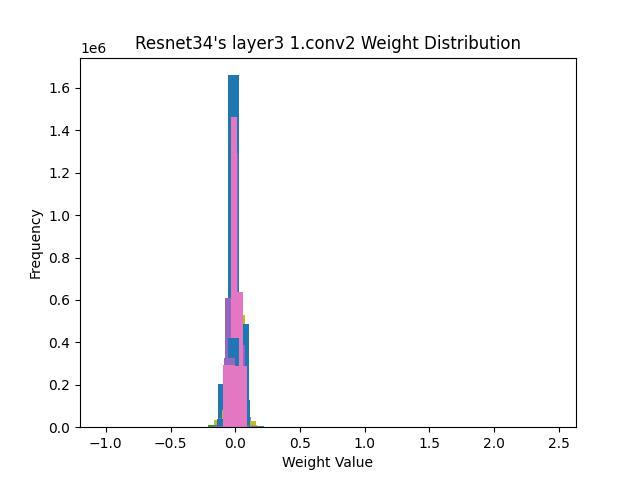 Resnet34's layer3 1.conv2 Weight Distribution
1e6
1.6
1.4
1.2
1.0
0.8
0.6
0.4
0.2
0.0
Frequency
−1.0 −0.5 0.0 0.5 1.0 1.5 2.0 2.5
Weight Value